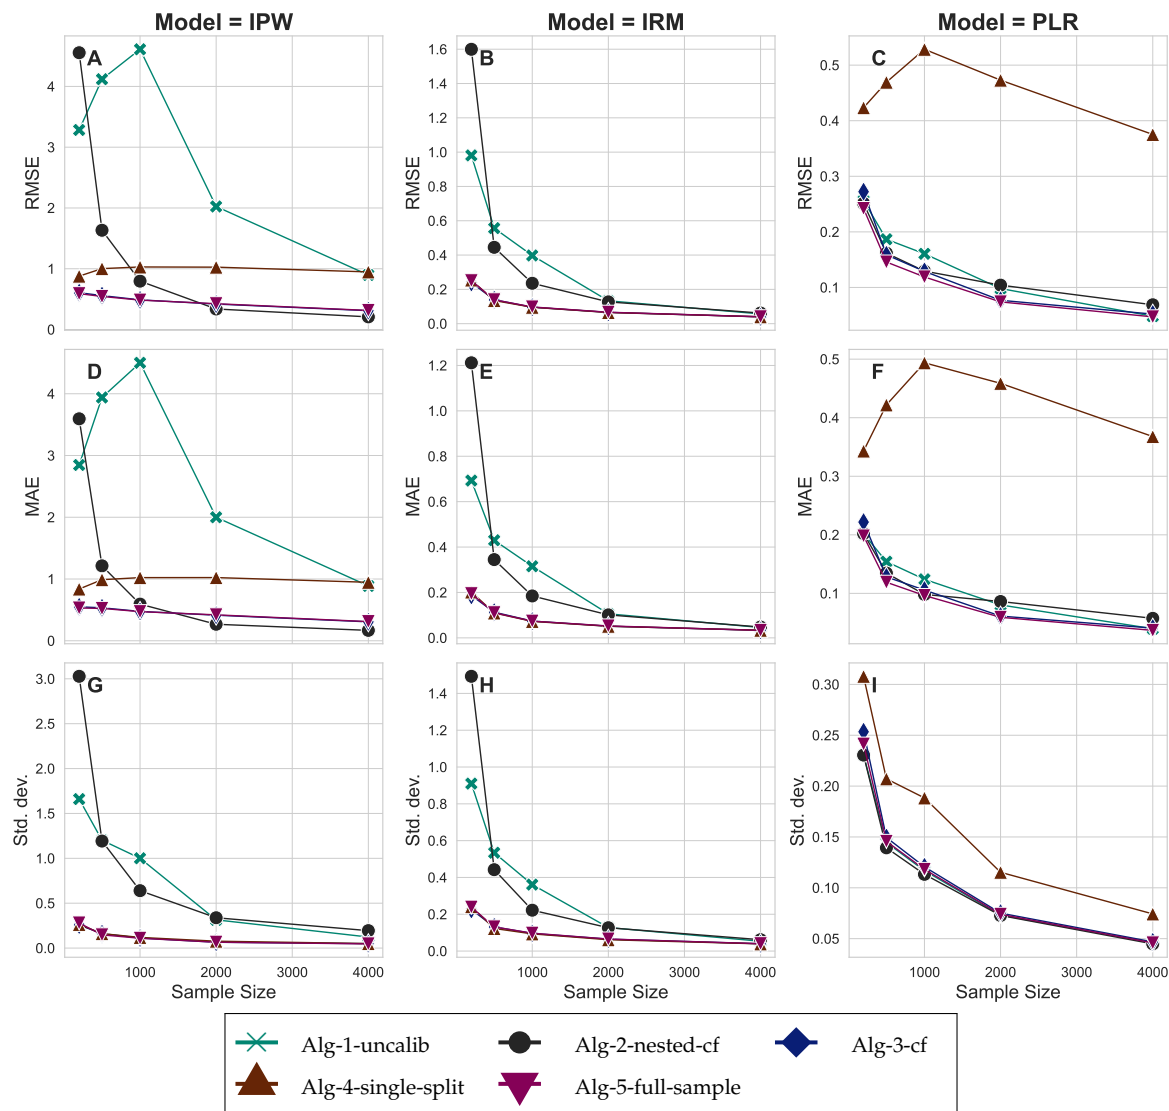 Model = IPW
Model = IRM
Model = PLR
A
RMSE
4
3
2
1
0
B
RMSE
1.6
1.4
1.2
1.0
0.8
0.6
0.4
0.2
0.0
C
RMSE
0.5
0.4
0.3
0.2
0.1
D
MAE
4
3
2
1
0
E
MAE
1.2
1.0
0.8
0.6
0.4
0.2
0.0
F
MAE
0.5
0.4
0.3
0.2
0.1
G
Std. dev.
3.0
2.5
2.0
1.5
1.0
0.5
0.0
1000 2000 3000 4000
Sample Size
H
Std. dev.
1.4
1.2
1.0
0.8
0.6
0.4
0.2
0.0
1000 2000 3000 4000
Sample Size
I
Std. dev.
0.30
0.25
0.20
0.15
0.10
0.05
1000 2000 3000 4000
Sample Size
Alg-1-uncalib Alg-2-nested-cf Alg-3-cf
Alg-4-single-split Alg-5-full-sample